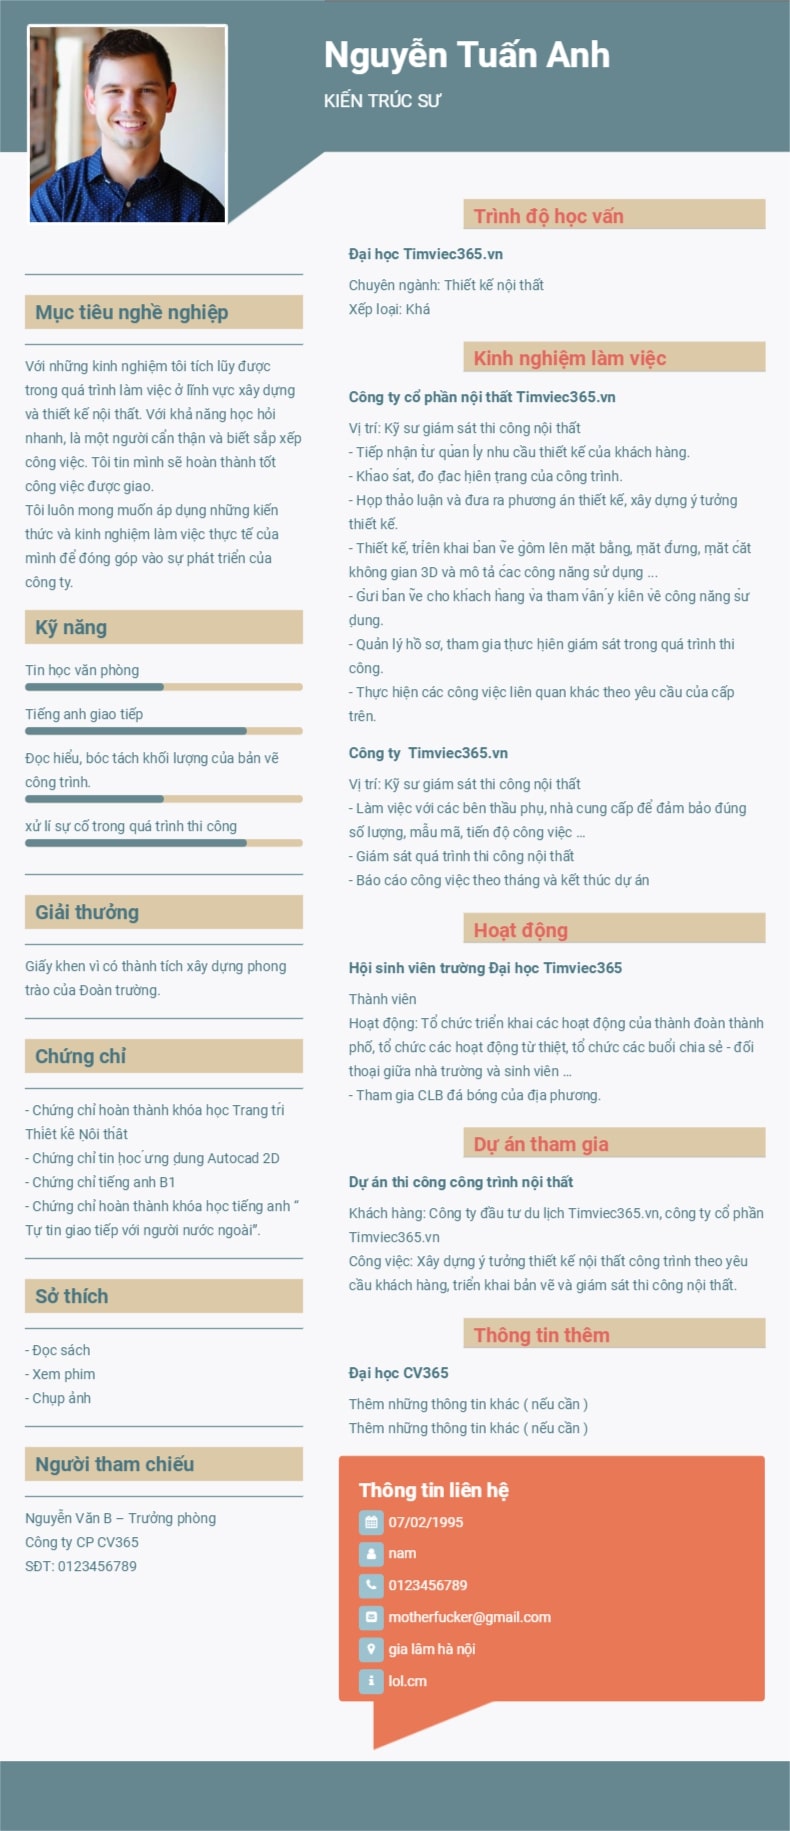 Nguyễn Tuấn Anh
KIẾN TRÚC SƯ
Mục tiêu nghề nghiệp
Với những kinh nghiệm tôi tích lũy được
trong quá trình làm việc ở lĩnh vực xây dựng
và thiết kế nội thất. Với khả năng học hỏi
nhanh, là một người cẩn thận và biết sắp xếp
công việc. Tôi tin mình sẽ hoàn thành tốt
công việc được giao.
Tôi luôn mong muốn áp dụng những kiến
thức và kinh nghiệm làm việc thực tế của
mình để đóng góp vào sự phát triển của
công ty.
Kỹ năng
Tin học văn phòng
Tiếng anh giao tiếp
Đọc hiểu, bóc tách khối lượng của bản vẽ
công trình.
xử lí sự cố trong quá trình thi công
Giải thưởng
Giấy khen vì có thành tích xây dựng phong
trào của Đoàn trường.
Chứng chỉ
- Chứng chỉ hoàn thành khóa học Trang trí
Thiết kế Nội thất
- Chứng chỉ tin học ứng dụng Autocad 2D
- Chứng chỉ tiếng anh B1
- Chứng chỉ hoàn thành khóa học tiếng anh “
Tự tin giao tiếp với người nước ngoài”.
Sở thích
- Đọc sách
- Xem phim
- Chụp ảnh
Người tham chiếu
Nguyễn Văn B – Trưởng phòng
Công ty CP CV365
SĐT: 0123456789
Trình độ học vấn
Đại học Timviec365.vn
Chuyên ngành: Thiết kế nội thất
Xếp loại: Khá
Kinh nghiệm làm việc
Công ty cổ phần nội thất Timviec365.vn
Vị trí: Kỹ sư giám sát thi công nội thất
- Tiếp nhận tư quản lý nhu cầu thiết kế của khách hàng.
- Khảo sát, đo đạc hiện trạng của công trình.
- Họp thảo luận và đưa ra phương án thiết kế, xây dựng ý tưởng
thiết kế.
- Thiết kế, triển khai bản vẽ gồm lên mặt bằng, mặt đứng, mặt cắt
không gian 3D và mô tả các công năng sử dụng ...
- Gửi bản vẽ cho khách hàng và tham vấn ý kiến về công năng sử
dụng.
- Quản lý hồ sơ, tham gia thực hiện giám sát trong quá trình thi
công.
- Thực hiện các công việc liên quan khác theo yêu cầu của cấp
trên.
Công ty  Timviec365.vn
Vị trí: Kỹ sư giám sát thi công nội thất
- Làm việc với các bên thầu phụ, nhà cung cấp để đảm bảo đúng
số lượng, mẫu mã, tiến độ công việc …
- Giám sát quá trình thi công nội thất
- Báo cáo công việc theo tháng và kết thúc dự án
Hoạt động
Hội sinh viên trường Đại học Timviec365
Thành viên
Hoạt động: Tổ chức triển khai các hoạt động của thành đoàn thành
phố, tổ chức các hoạt động từ thiệt, tổ chức các buổi chia sẻ - đối
thoại giữa nhà trường và sinh viên …
- Tham gia CLB đá bóng của địa phương.
Dự án tham gia
Dự án thi công công trình nội thất
Khách hàng: Công ty đầu tư du lịch Timviec365.vn, công ty cổ phần
Timviec365.vn
Công việc: Xây dựng ý tưởng thiết kế nội thất công trình theo yêu
cầu khách hàng, triển khai bản vẽ và giám sát thi công nội thất.
Thông tin thêm
Đại học CV365
Thêm những thông tin khác ( nếu cần )
Thêm những thông tin khác ( nếu cần )
Thông tin liên hệ
07/02/1995
nam
0123456789
motherfucker@gmail.com
gia lâm hà nội
lol.cm